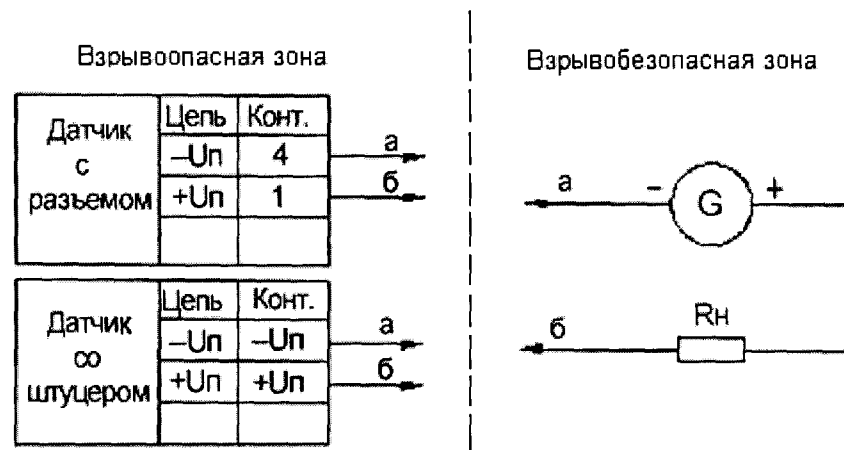 Взрывоопасная зона
Взрывобезопасная зона
Датчик
с
разъемом
Цепь Конт.
–Uп 4
+Uп 1
а
б
Датчик
со
штуцером
Цепь Конт.
–Uп –Uп
+Uп +Uп
а
б
а - G +
б Rн